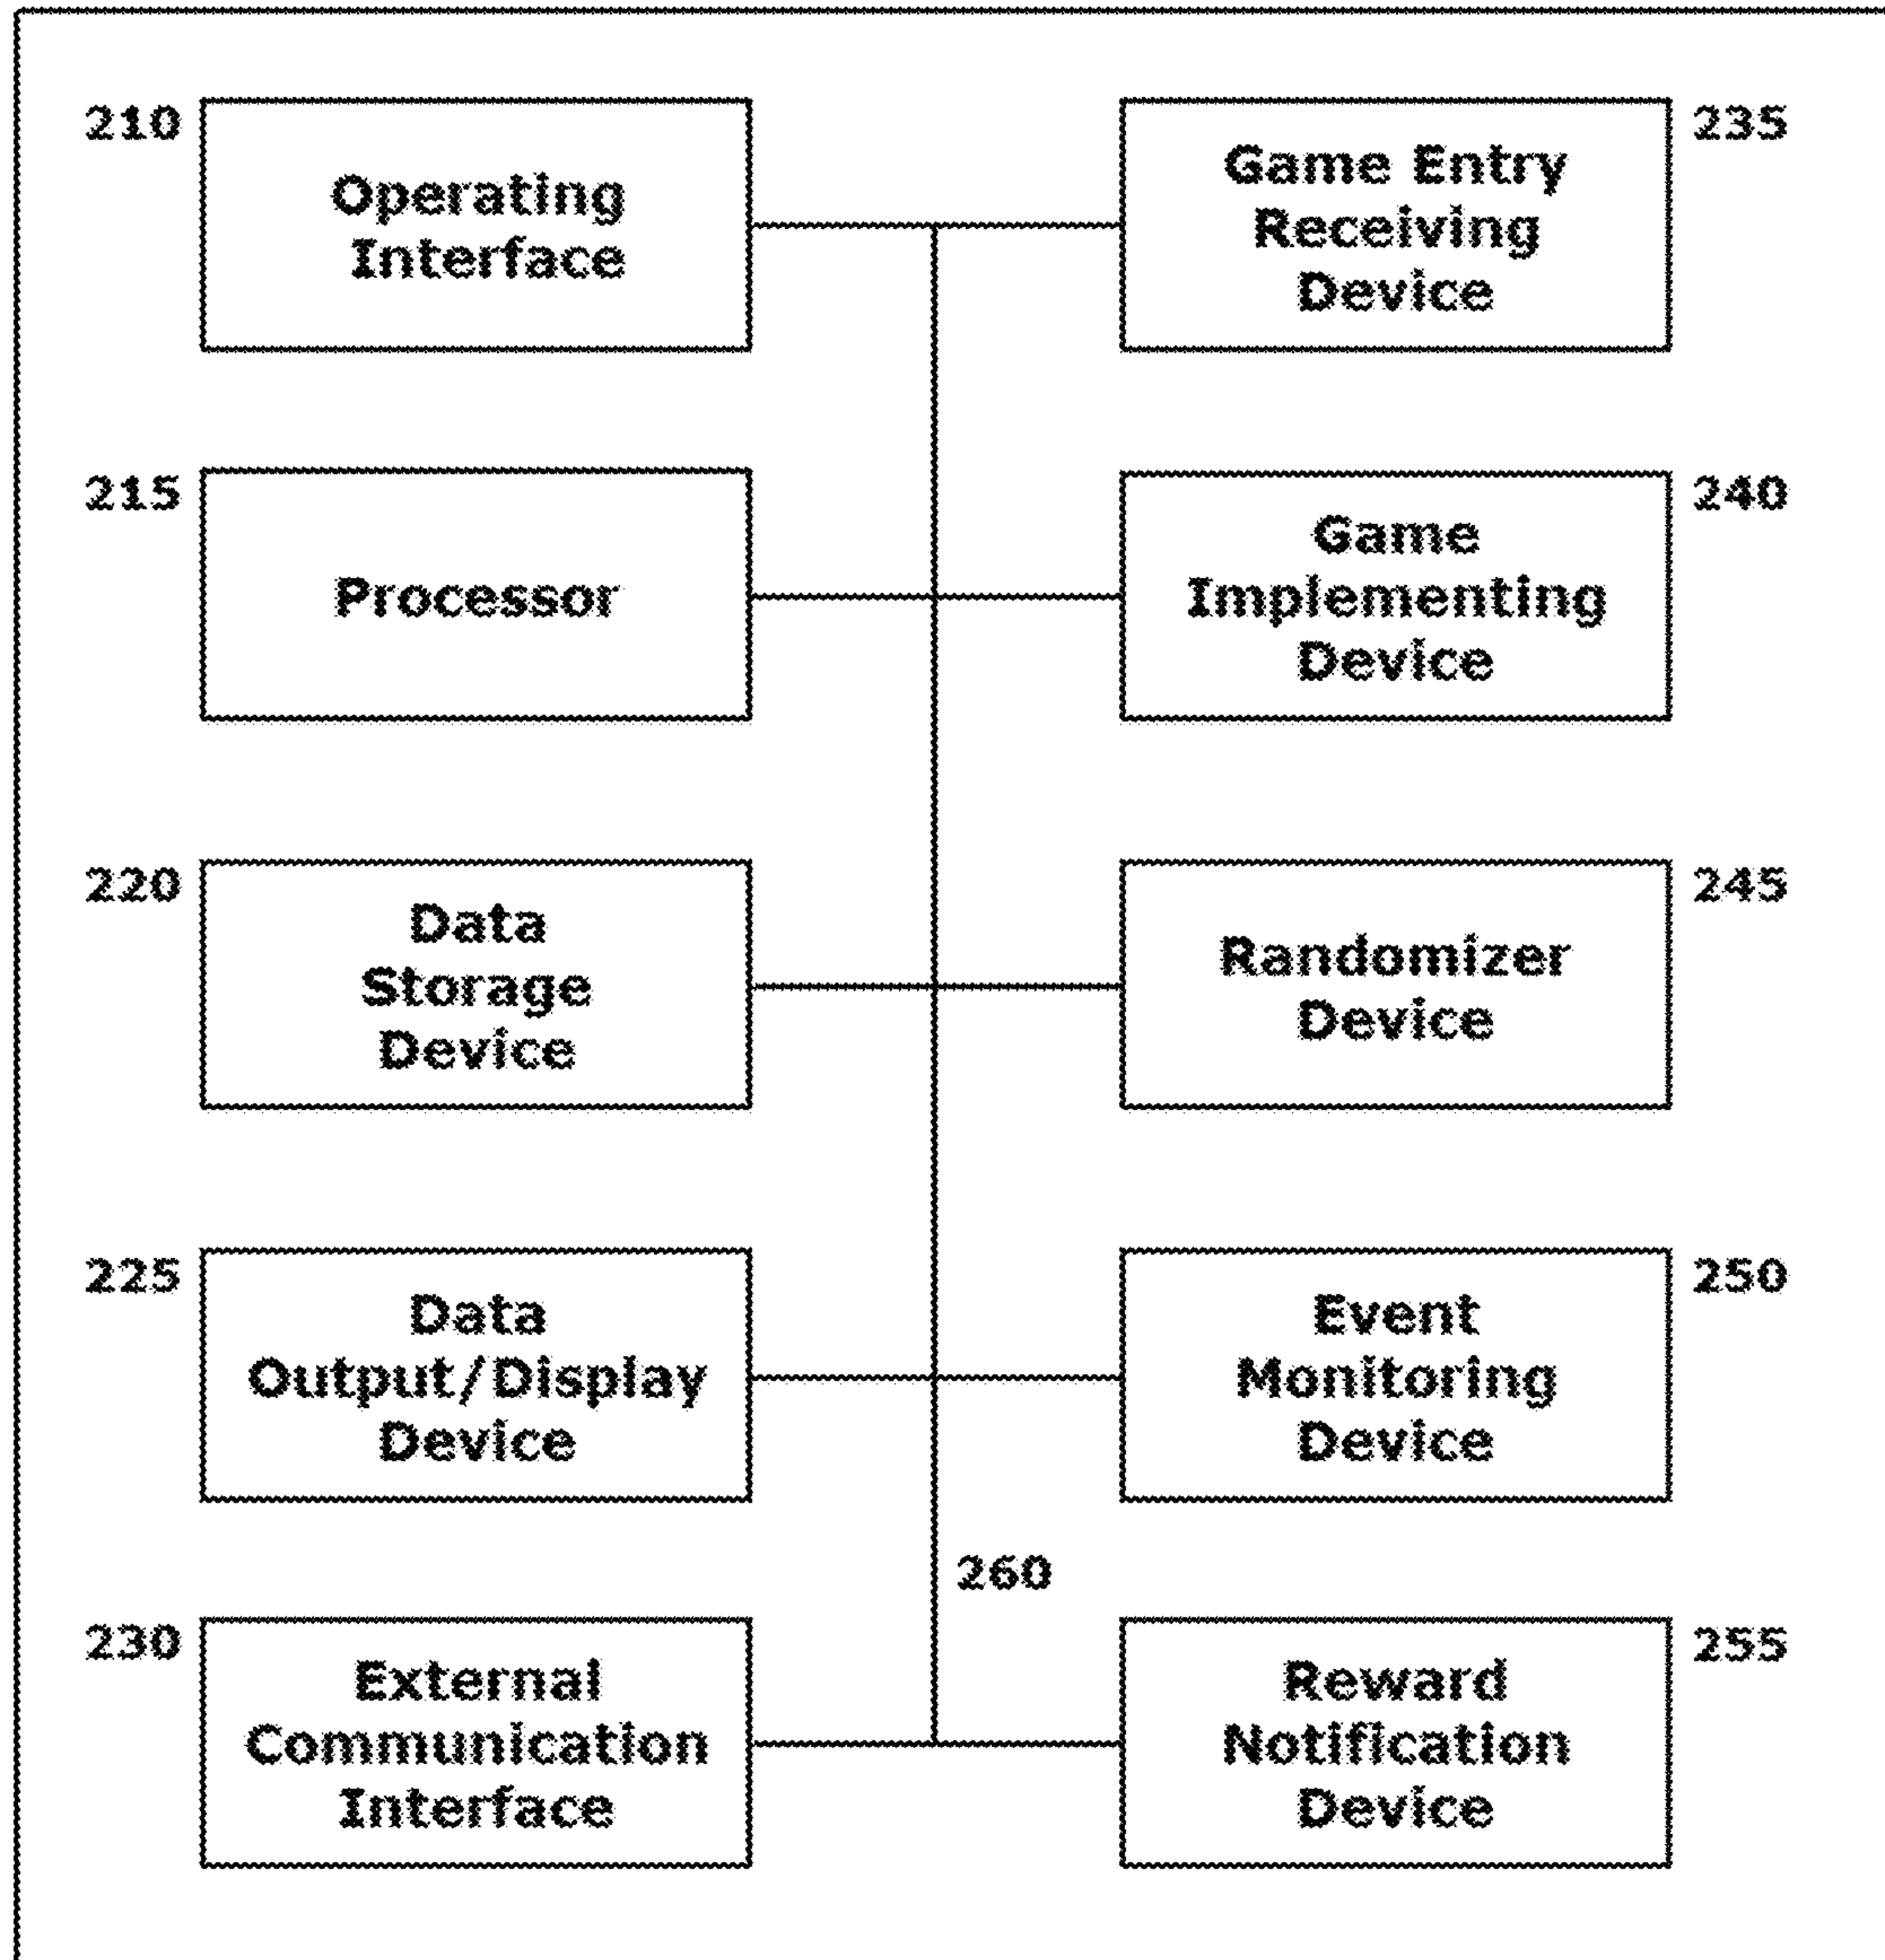 210
Operating
Interface
235
Game Entry
Receiving
Device
215
Processor
240
Game
Implementing
Device
220
Data
Storage
Device
245
Randomizer
Device
225
Data
Output/Display
Device
250
Event
Monitoring
Device
260
230
External
Communication
Interface
255
Reward
Notification
Device